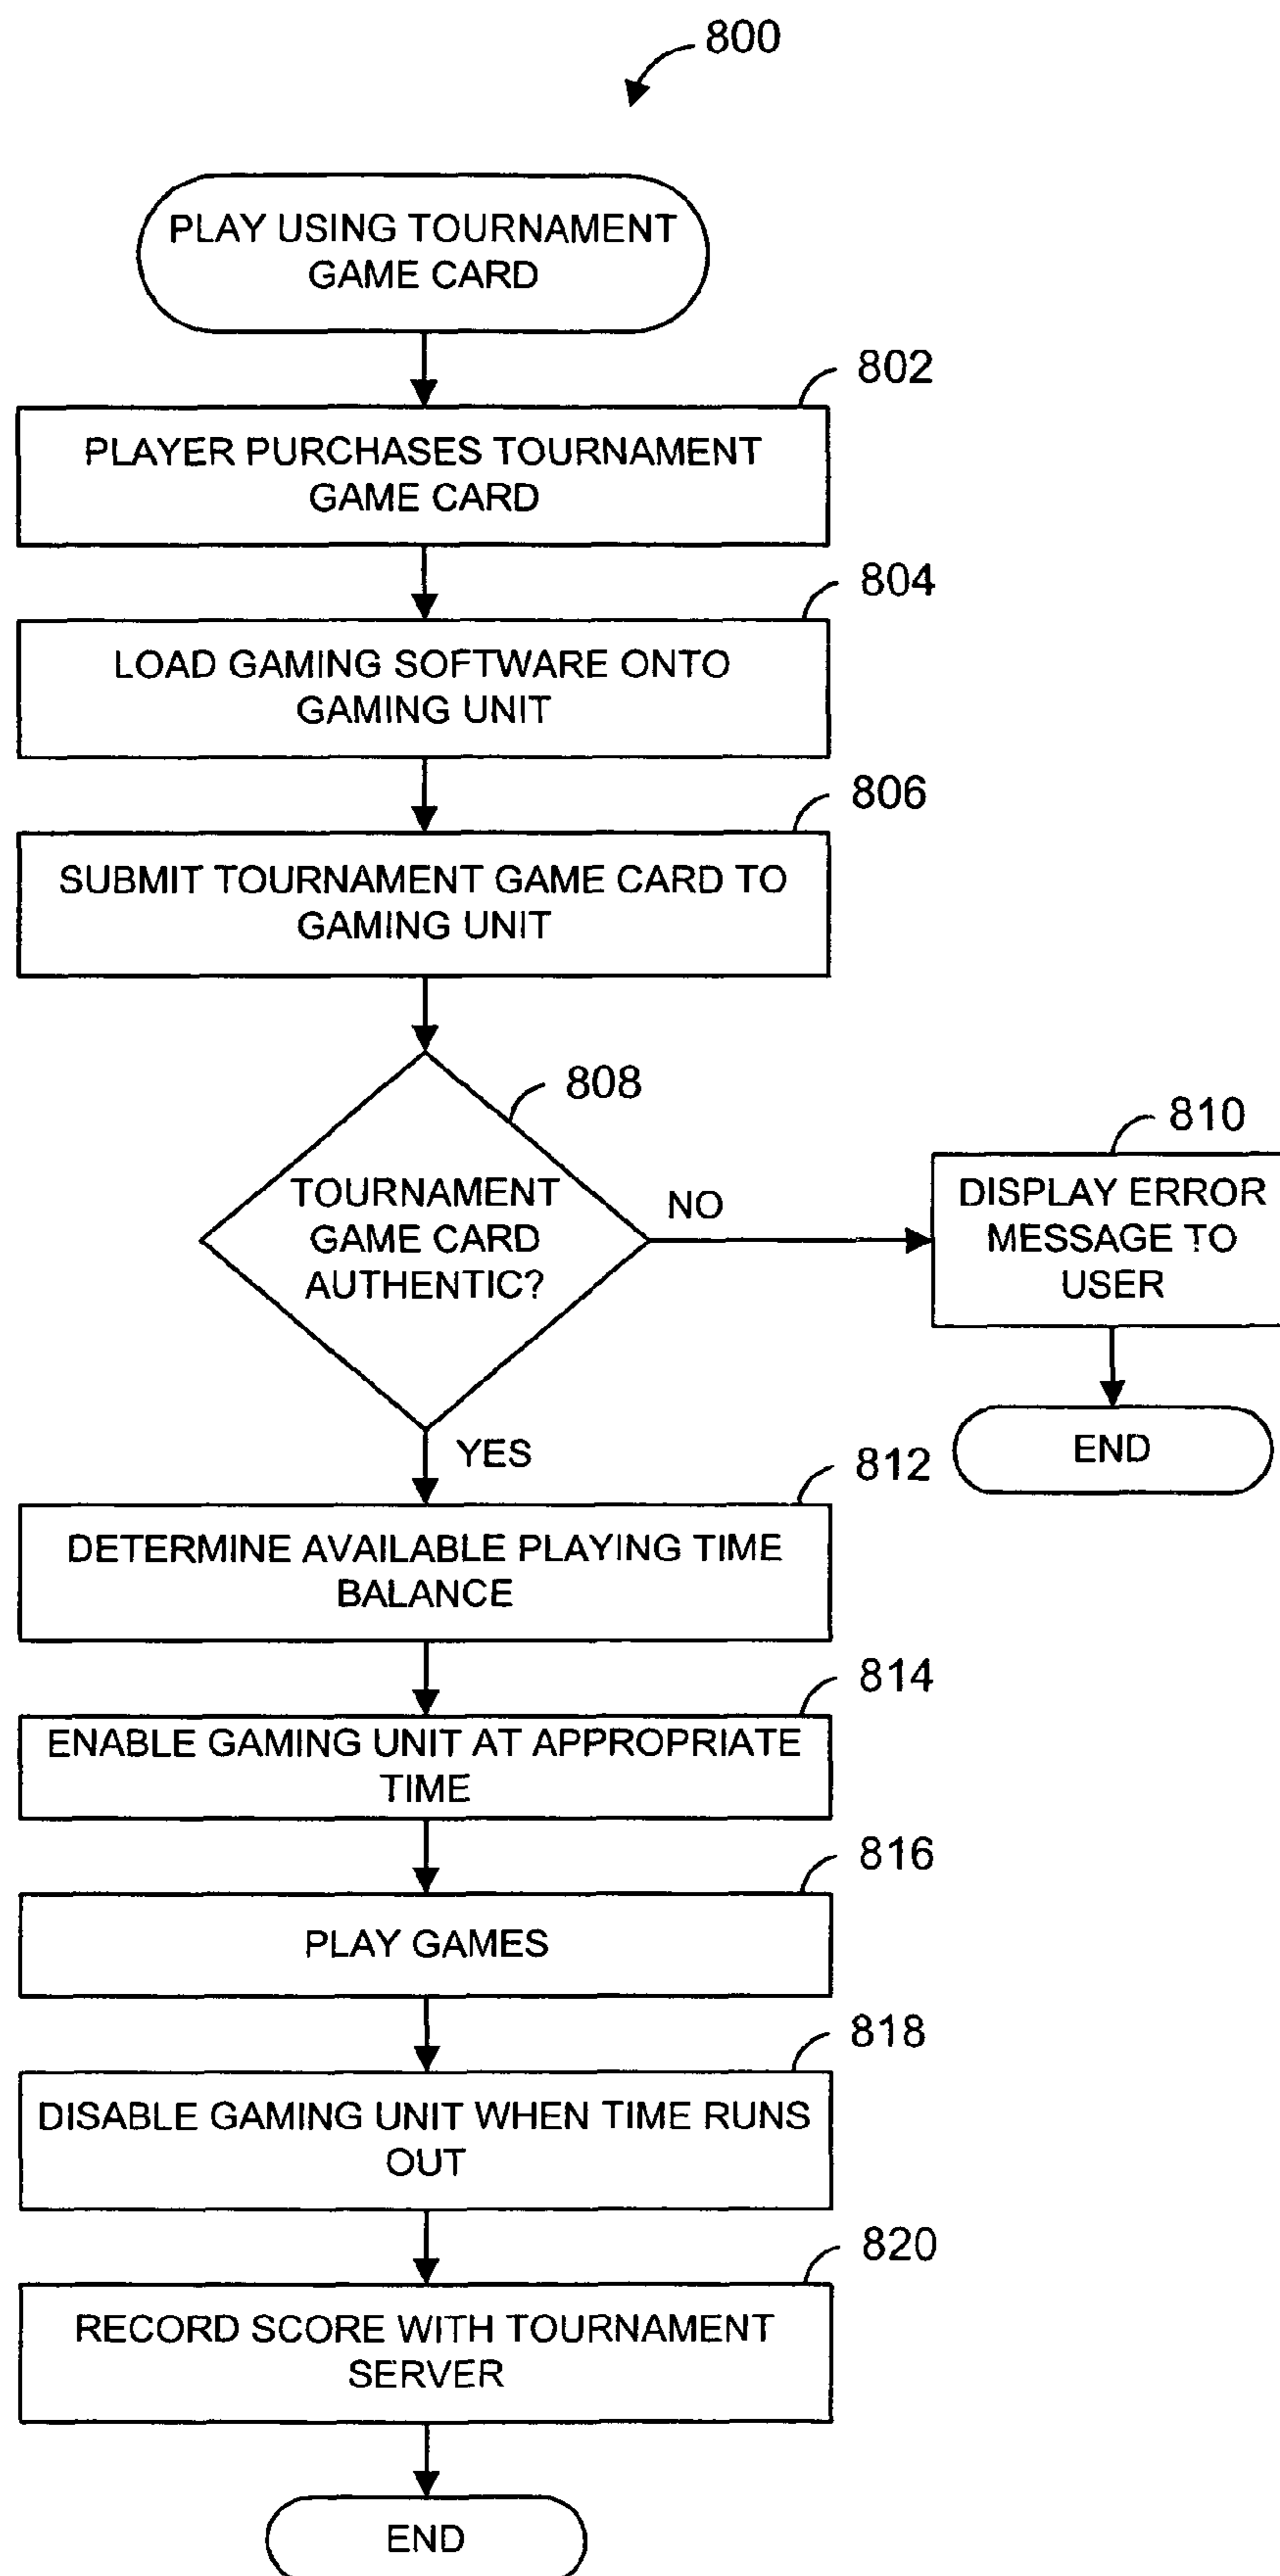 800
PLAY USING TOURNAMENT
GAME CARD
802
PLAYER PURCHASES TOURNAMENT
GAME CARD
804
LOAD GAMING SOFTWARE ONTO
GAMING UNIT
806
SUBMIT TOURNAMENT GAME CARD TO
GAMING UNIT
808
TOURNAMENT
GAME CARD
AUTHENTIC?
NO
810
DISPLAY ERROR
MESSAGE TO
USER
END
YES
812
DETERMINE AVAILABLE PLAYING TIME
BALANCE
814
ENABLE GAMING UNIT AT APPROPRIATE
TIME
816
PLAY GAMES
818
DISABLE GAMING UNIT WHEN TIME RUNS
OUT
820
RECORD SCORE WITH TOURNAMENT
SERVER
END